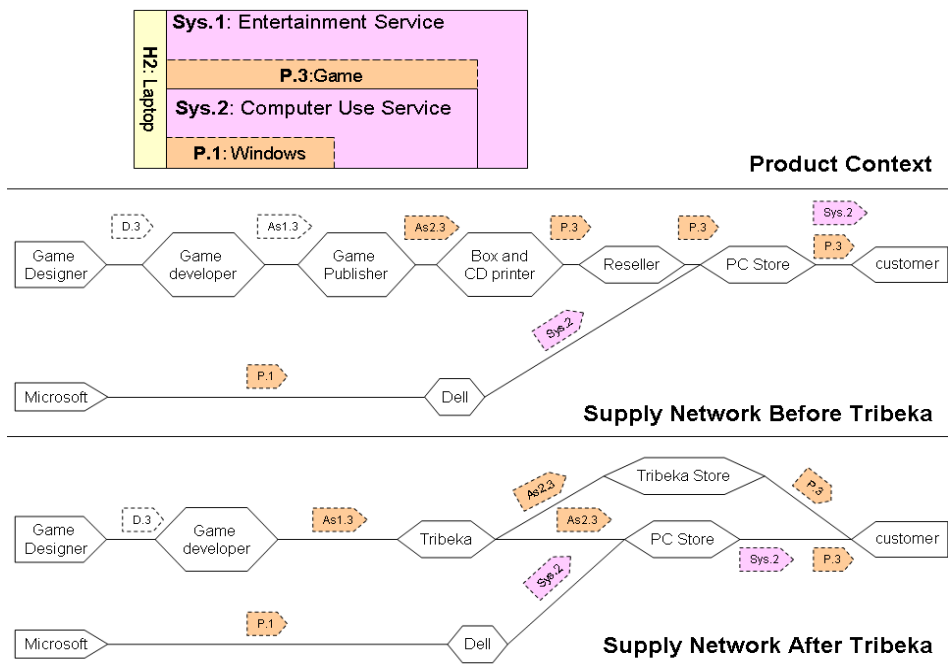 Sys.1: Entertainment Service
H2: Laptop
P.3:Game
Sys.2: Computer Use Service
P.1: Windows
Product Context
D.3
As1.3
As2.3
P.3
P.3
Sys.2
P.3
Game
Designer
Game
developer
Game
Publisher
Box and
CD printer
Reseller
PC Store
customer
Sys.2
P.1
Microsoft
Dell
Supply Network Before Tribeka
Tribeka Store
As2.3
P.3
D.3
As1.3
As2.3
Game
Designer
Game
developer
Tribeka
PC Store
customer
Sys.2
Sys.2
P.3
P.1
Microsoft
Dell
Supply Network After Tribeka